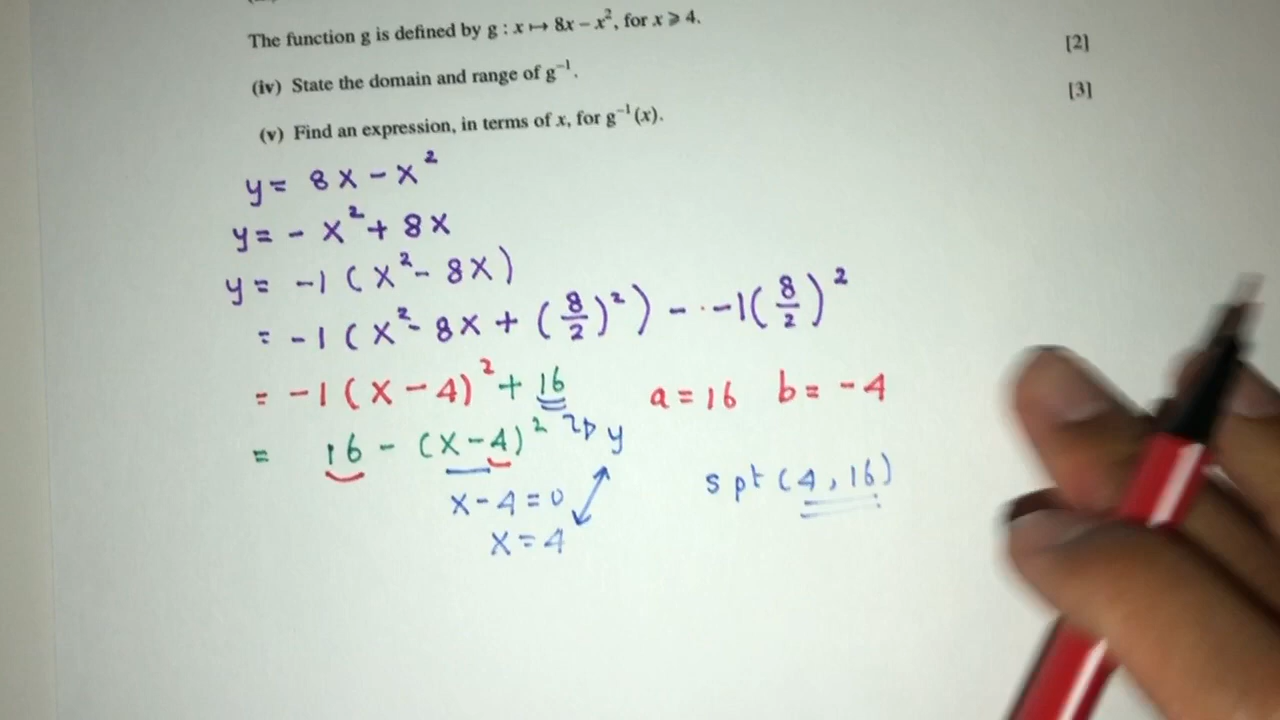 The function g is defined by g : x ↦ 8x − x², for x ⩾ 4.
(iv) State the domain and range of g⁻¹. [2]
(v) Find an expression, in terms of x, for g⁻¹(x). [3]
y = 8x − x²
y = − x² + 8x
y = −1 (x² − 8x)
= −1 (x² − 8x + (8/2)²) − −1(8/2)²
= −1 (x − 4)² + 16 a = 16 b = −4
= 16 − (x − 4)² y
x − 4 = 0 spt (4, 16)
x = 4